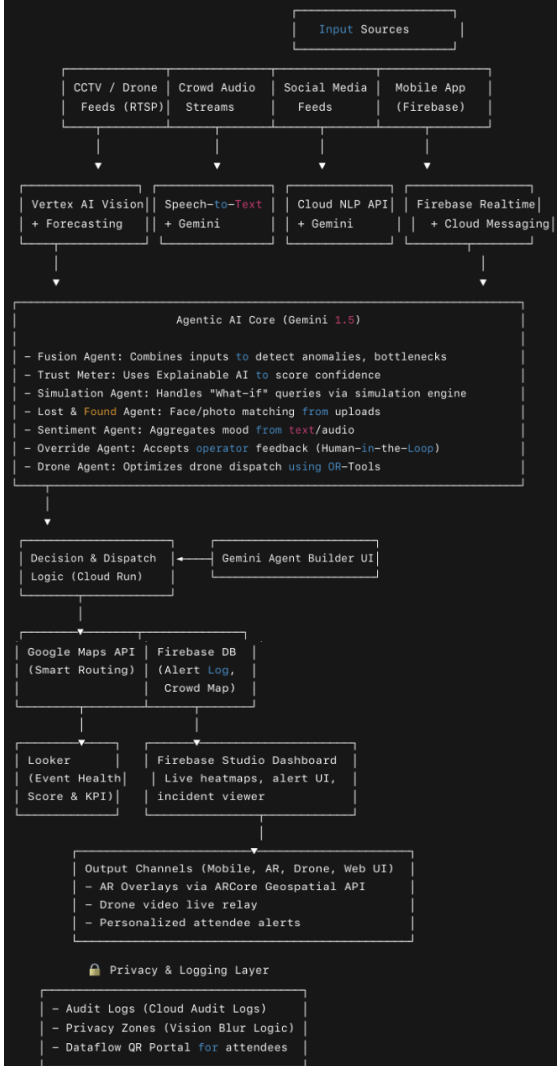 Input Sources
CCTV / Drone Feeds (RTSP)
Crowd Audio Streams
Social Media Feeds
Mobile App (Firebase)
Vertex AI Vision
+ Forecasting
Speech-to-Text
+ Gemini
Cloud NLP API
+ Gemini
Firebase Realtime
+ Cloud Messaging
Agentic AI Core (Gemini 1.5)
- Fusion Agent: Combines inputs to detect anomalies, bottlenecks
- Trust Meter: Uses Explainable AI to score confidence
- Simulation Agent: Handles "What-if" queries via simulation engine
- Lost & Found Agent: Face/photo matching from uploads
- Sentiment Agent: Aggregates mood from text/audio
- Override Agent: Accepts operator feedback (Human-in-the-Loop)
- Drone Agent: Optimizes drone dispatch using OR-Tools
Decision & Dispatch
Logic (Cloud Run)
Gemini Agent Builder UI
Google Maps API
(Smart Routing)
Firebase DB
(Alert Log,
Crowd Map)
Looker
(Event Health
Score & KPI)
Firebase Studio Dashboard
Live heatmaps, alert UI,
incident viewer
Output Channels (Mobile, AR, Drone, Web UI)
- AR Overlays via ARCore Geospatial API
- Drone video live relay
- Personalized attendee alerts
🔒 Privacy & Logging Layer
- Audit Logs (Cloud Audit Logs)
- Privacy Zones (Vision Blur Logic)
- Dataflow QR Portal for attendees